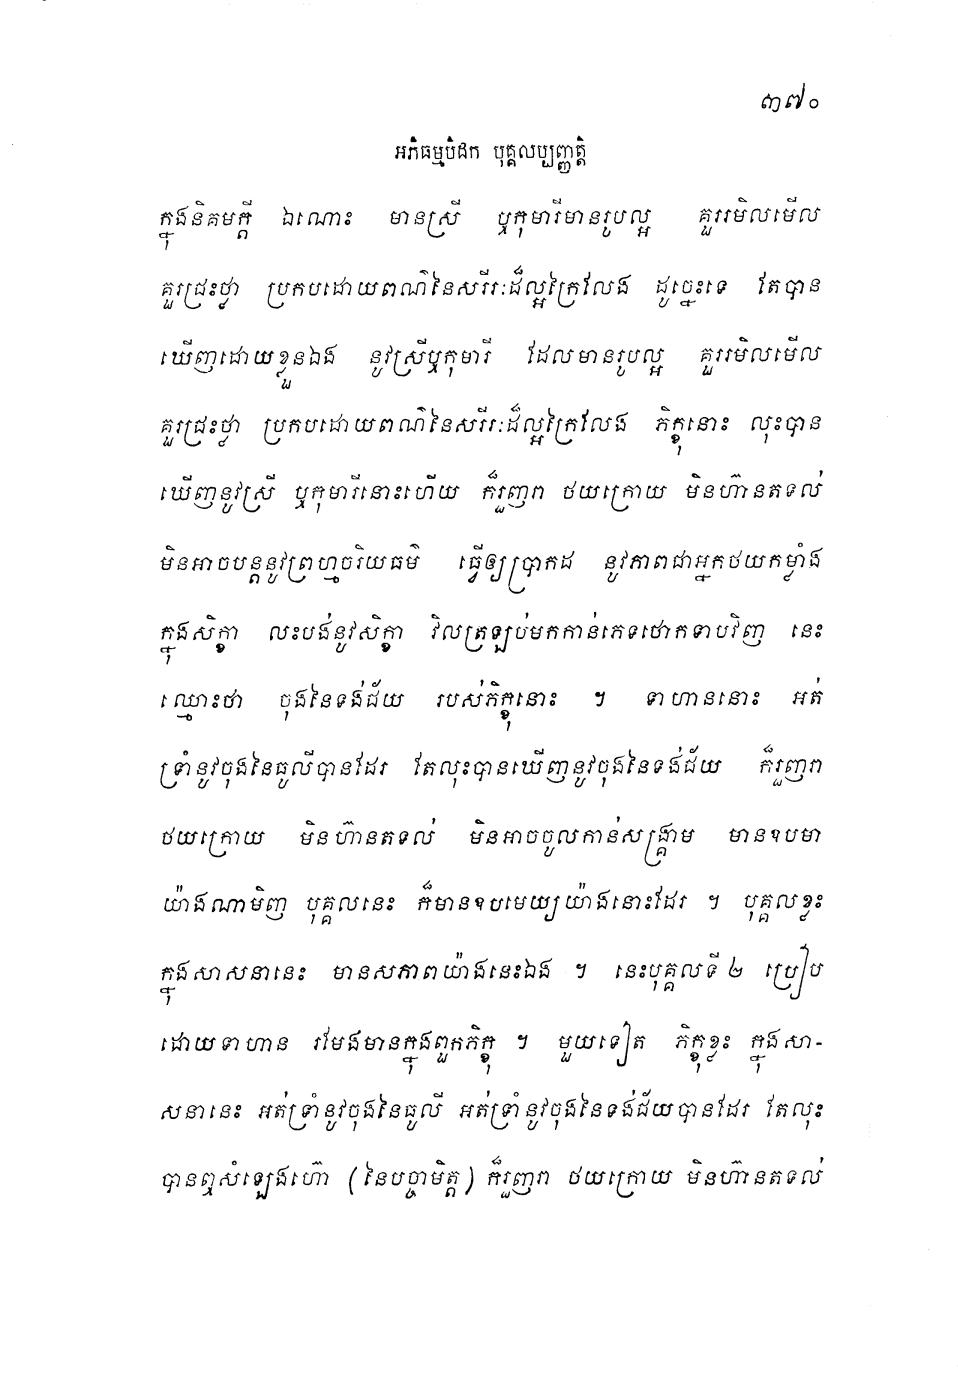 ៣៧០
អភិធម្មបិដក បុគ្គលប្បញ្ញត្តិ
ក្នុងនិគមក្តី ឯណោះ មានស្រី ឬកុមារីមានរូបល្អ គួររមិលមើល
គួរជ្រះថ្លា ប្រកបដោយពណ៌នៃសរីរៈដ៏ល្អក្រៃលែង ដូច្នេះទេ តែបាន
ឃើញដោយខ្លួនឯង នូវស្រីឬកុមារី ដែលមានរូបល្អ គួររមិលមើល
គួរជ្រះថ្លា ប្រកបដោយពណ៌នៃសរីរៈដ៏ល្អក្រៃលែង ភិក្ខុនោះ លុះបាន
ឃើញនូវស្រី ឬកុមារីនោះហើយ ក៏រួញរា ថយក្រោយ មិនហ៊ានតទល់
មិនអាចបន្តនូវព្រហ្មចរិយធម៌ ធ្វើឲ្យប្រាកដ នូវភាពជាអ្នកថយកម្លាំង
ក្នុងសិក្ខា លះបង់នូវសិក្ខា វិលត្រឡប់មកកាន់ភេទថោកទាបវិញ នេះ
ឈ្មោះថា ចុងនៃទង់ជ័យ របស់ភិក្ខុនោះ ។ ទាហាននោះ អត់
ទ្រាំនូវចុងនៃធូលីបានដែរ តែលុះបានឃើញនូវចុងនៃទង់ជ័យ ក៏រួញរា
ថយក្រោយ មិនហ៊ានតទល់ មិនអាចចូលកាន់សង្គ្រាម មានឧបមា
យ៉ាងណាមិញ បុគ្គលនេះ ក៏មានឧបមេយ្យយ៉ាងនោះដែរ ។ បុគ្គលខ្លះ
ក្នុងសាសនានេះ មានសភាពយ៉ាងនេះឯង ។ នេះបុគ្គលទី ២ ប្រៀប
ដោយទាហាន រមែងមានក្នុងពួកភិក្ខុ ។ មួយទៀត ភិក្ខុខ្លះ ក្នុងសា-
សនានេះ អត់ទ្រាំនូវចុងនៃធូលី អត់ទ្រាំនូវចុងនៃទង់ជ័យបានដែរ តែលុះ
បានឮសំឡេងហ៊ោ (នៃបច្ចាមិត្ត) ក៏រួញរា ថយក្រោយ មិនហ៊ានតទល់